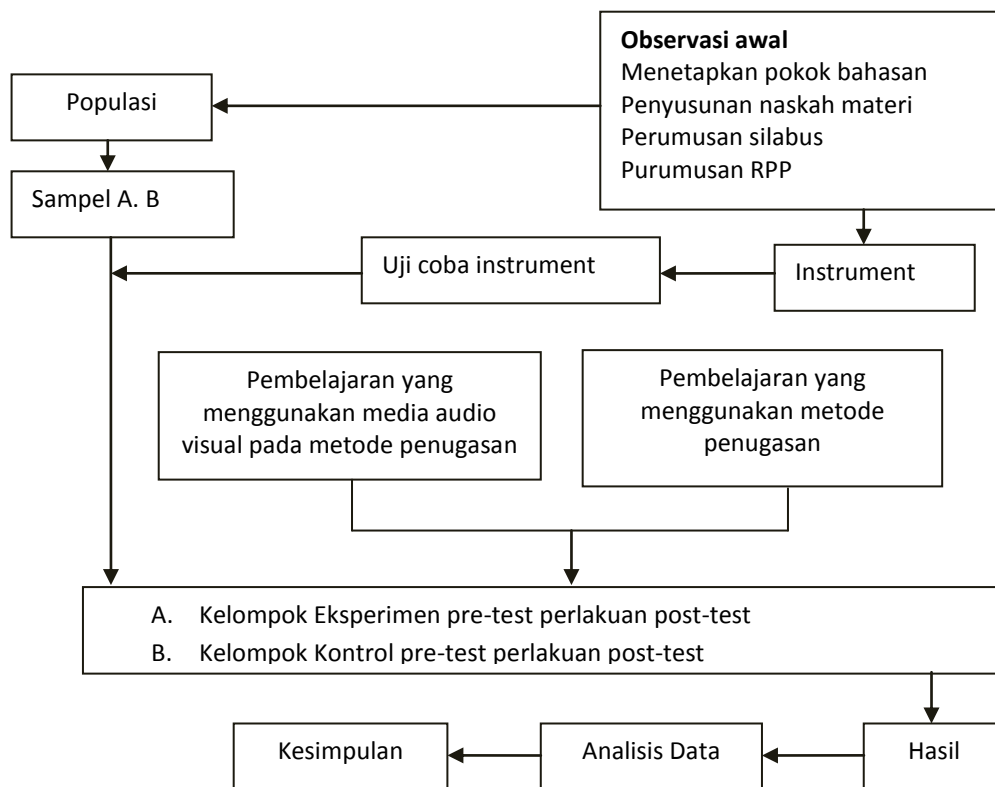 Observasi awal
Menetapkan pokok bahasan
Penyusunan naskah materi
Perumusan silabus
Purumusan RPP
Populasi
Sampel A. B
Uji coba instrument
Instrument
Pembelajaran yang
menggunakan media audio
visual pada metode penugasan
Pembelajaran yang
menggunakan metode
penugasan
A. Kelompok Eksperimen pre-test perlakuan post-test
B. Kelompok Kontrol pre-test perlakuan post-test
Kesimpulan
Analisis Data
Hasil